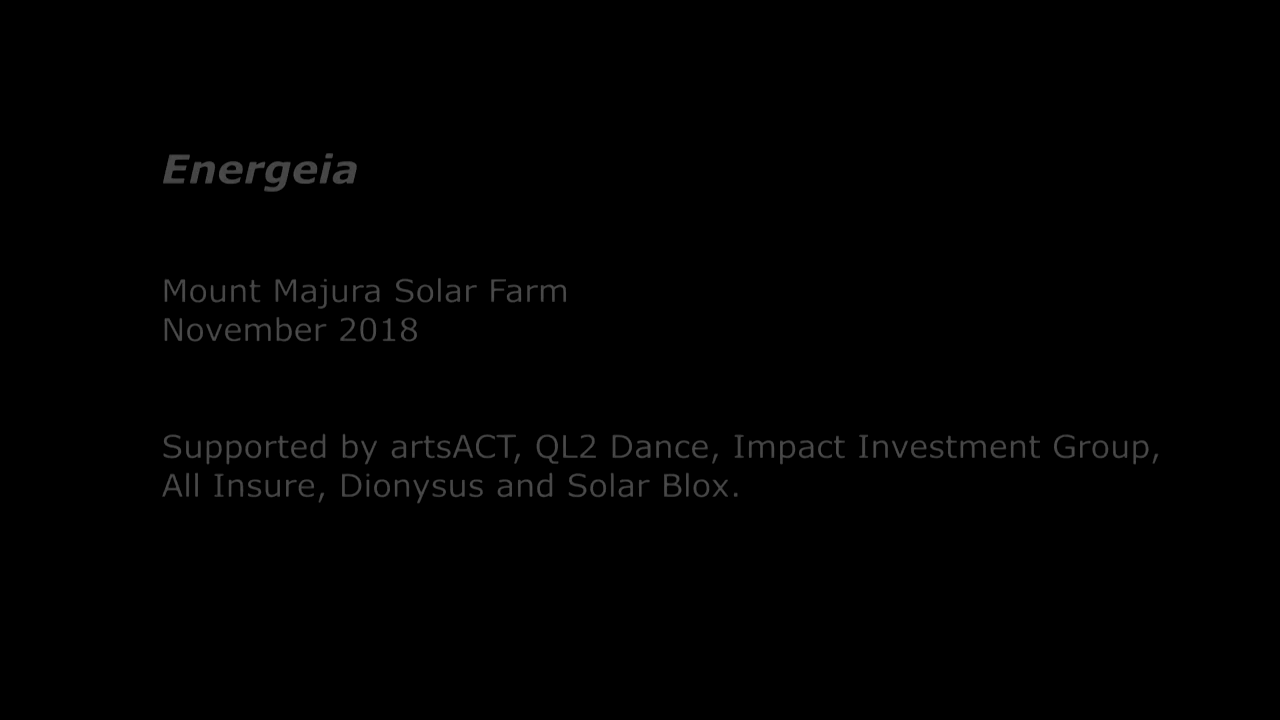 Energeia
Mount Majura Solar Farm
November 2018
Supported by artsACT, QL2 Dance, Impact Investment Group,
All Insure, Dionysus and Solar Blox.